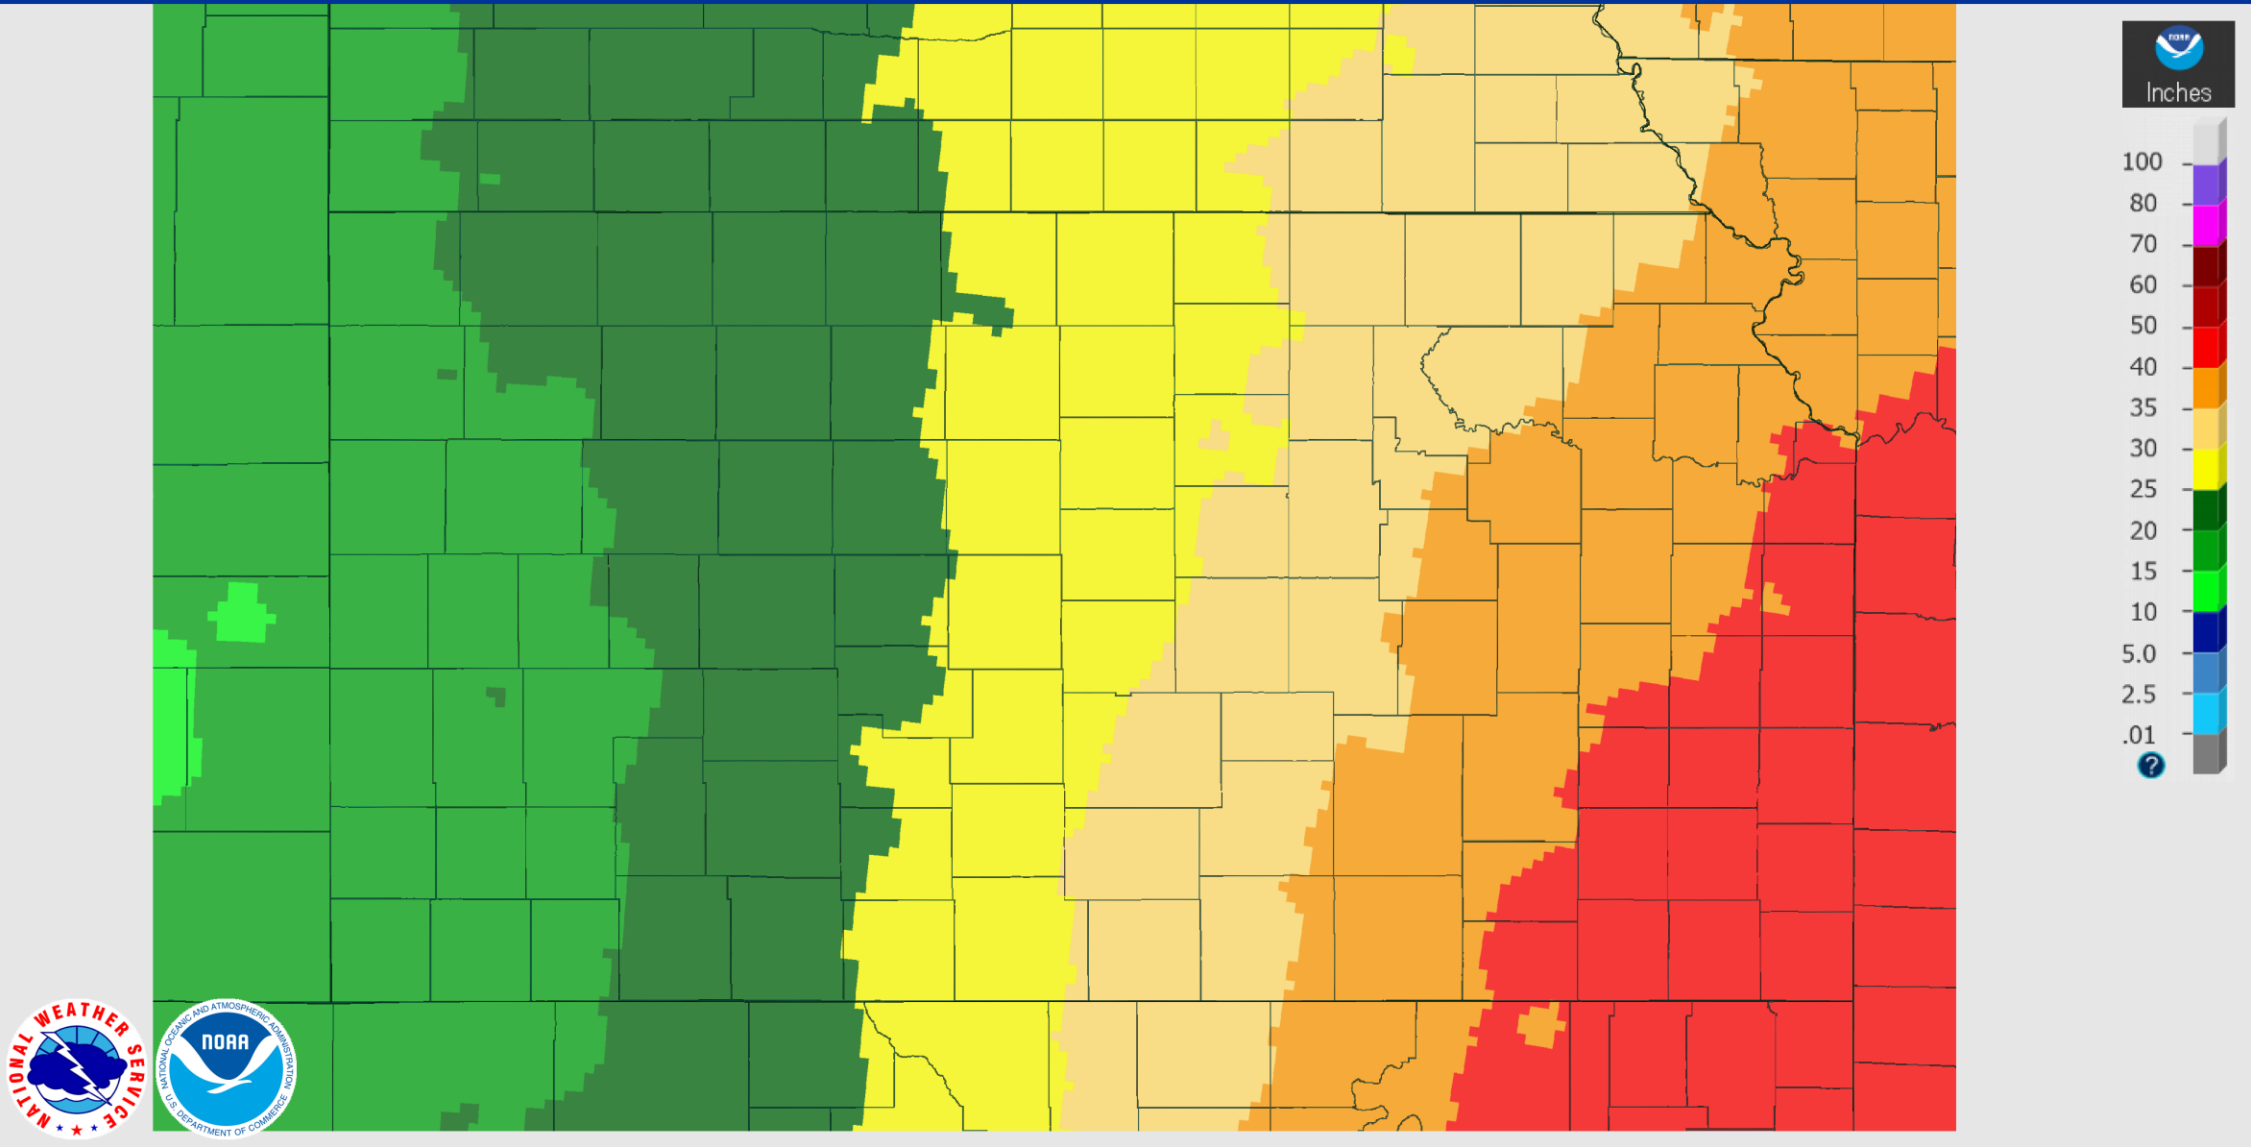 NOAA
Inches
100
80
70
60
50
40
35
30
25
20
15
10
5.0
2.5
.01
?
NATIONAL WEATHER SERVICE
NATIONAL OCEANIC AND ATMOSPHERIC ADMINISTRATION
NOAA
U.S. DEPARTMENT OF COMMERCE